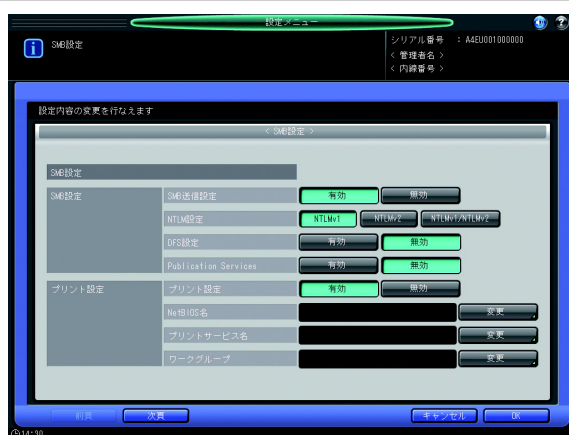 設定メニュー
SMB設定
シリアル番号 : A4EU001000000
< 管理者名 >
< 内線番号 >
設定内容の変更を行なえます
< SMB設定 >
SMB設定
SMB設定 SMB送信設定 有効 無効
NTLM設定 NTLMv1 NTLMv2 NTLMv1/NTLMv2
DFS設定 有効 無効
Publication Services 有効 無効
プリント設定 プリント設定 有効 無効
NetBIOS名 変更
プリントサービス名 変更
ワークグループ 変更
前頁 次頁 キャンセル OK
14:30